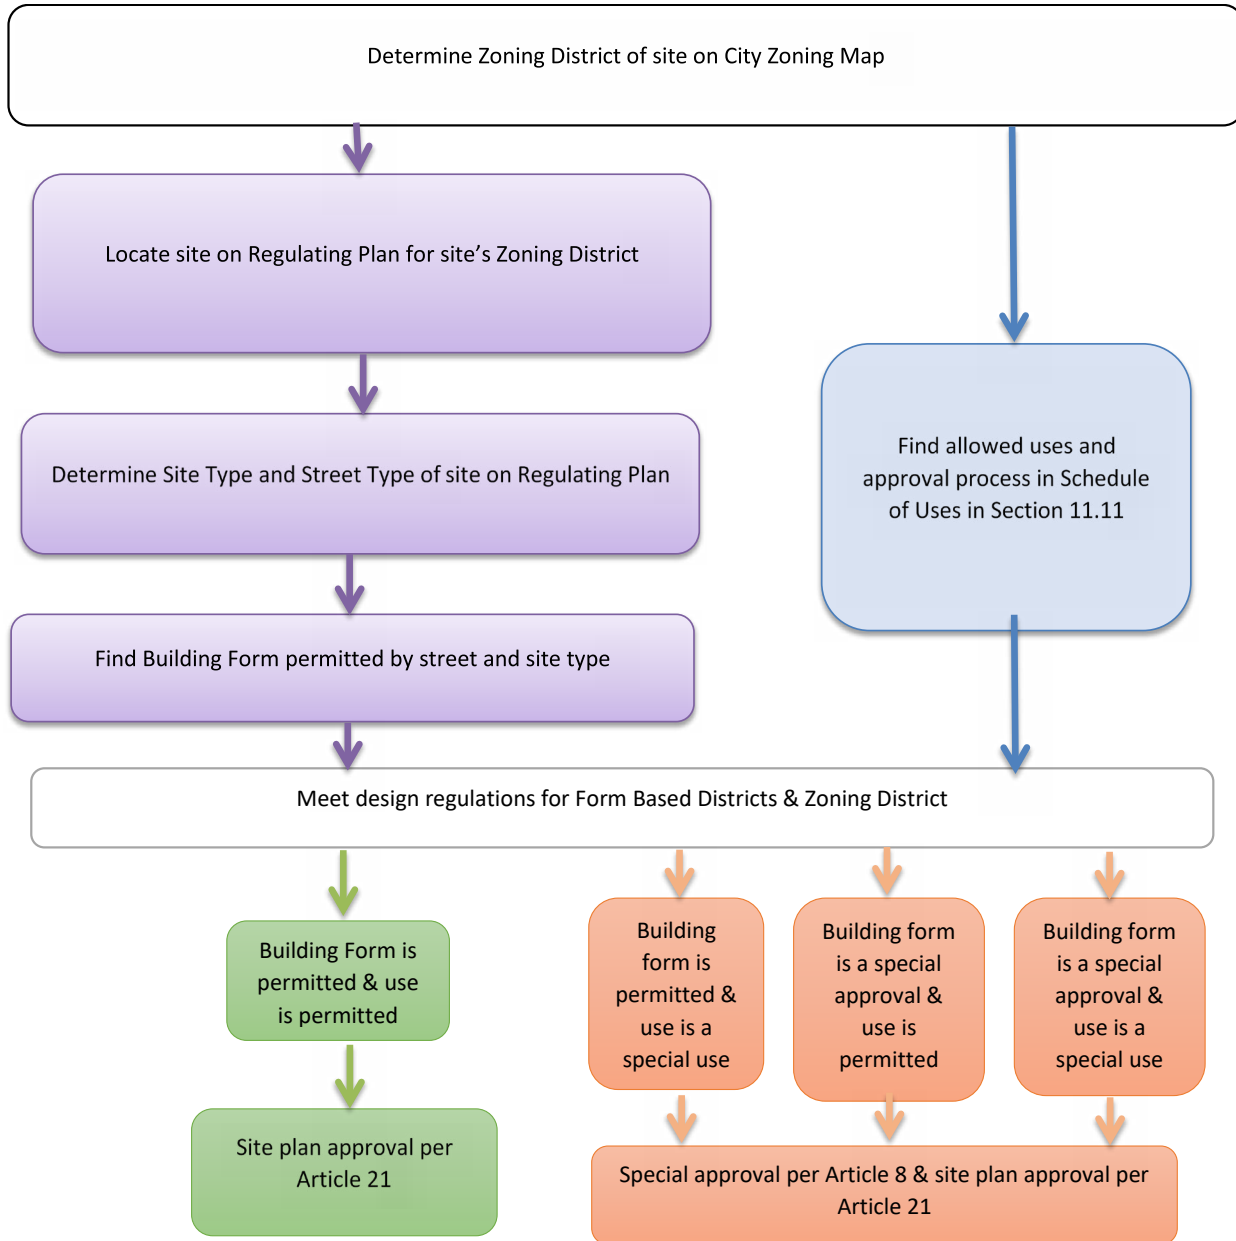 Determine Zoning District of site on City Zoning Map
Locate site on Regulating Plan for site’s Zoning District
Determine Site Type and Street Type of site on Regulating Plan
Find allowed uses and
approval process in Schedule
of Uses in Section 11.11
Find Building Form permitted by street and site type
Meet design regulations for Form Based Districts & Zoning District
Building Form is
permitted & use
is permitted
Building
form is
permitted &
use is a
special use
Building form
is a special
approval &
use is
permitted
Building form
is a special
approval &
use is a
special use
Site plan approval per
Article 21
Special approval per Article 8 & site plan approval per
Article 21